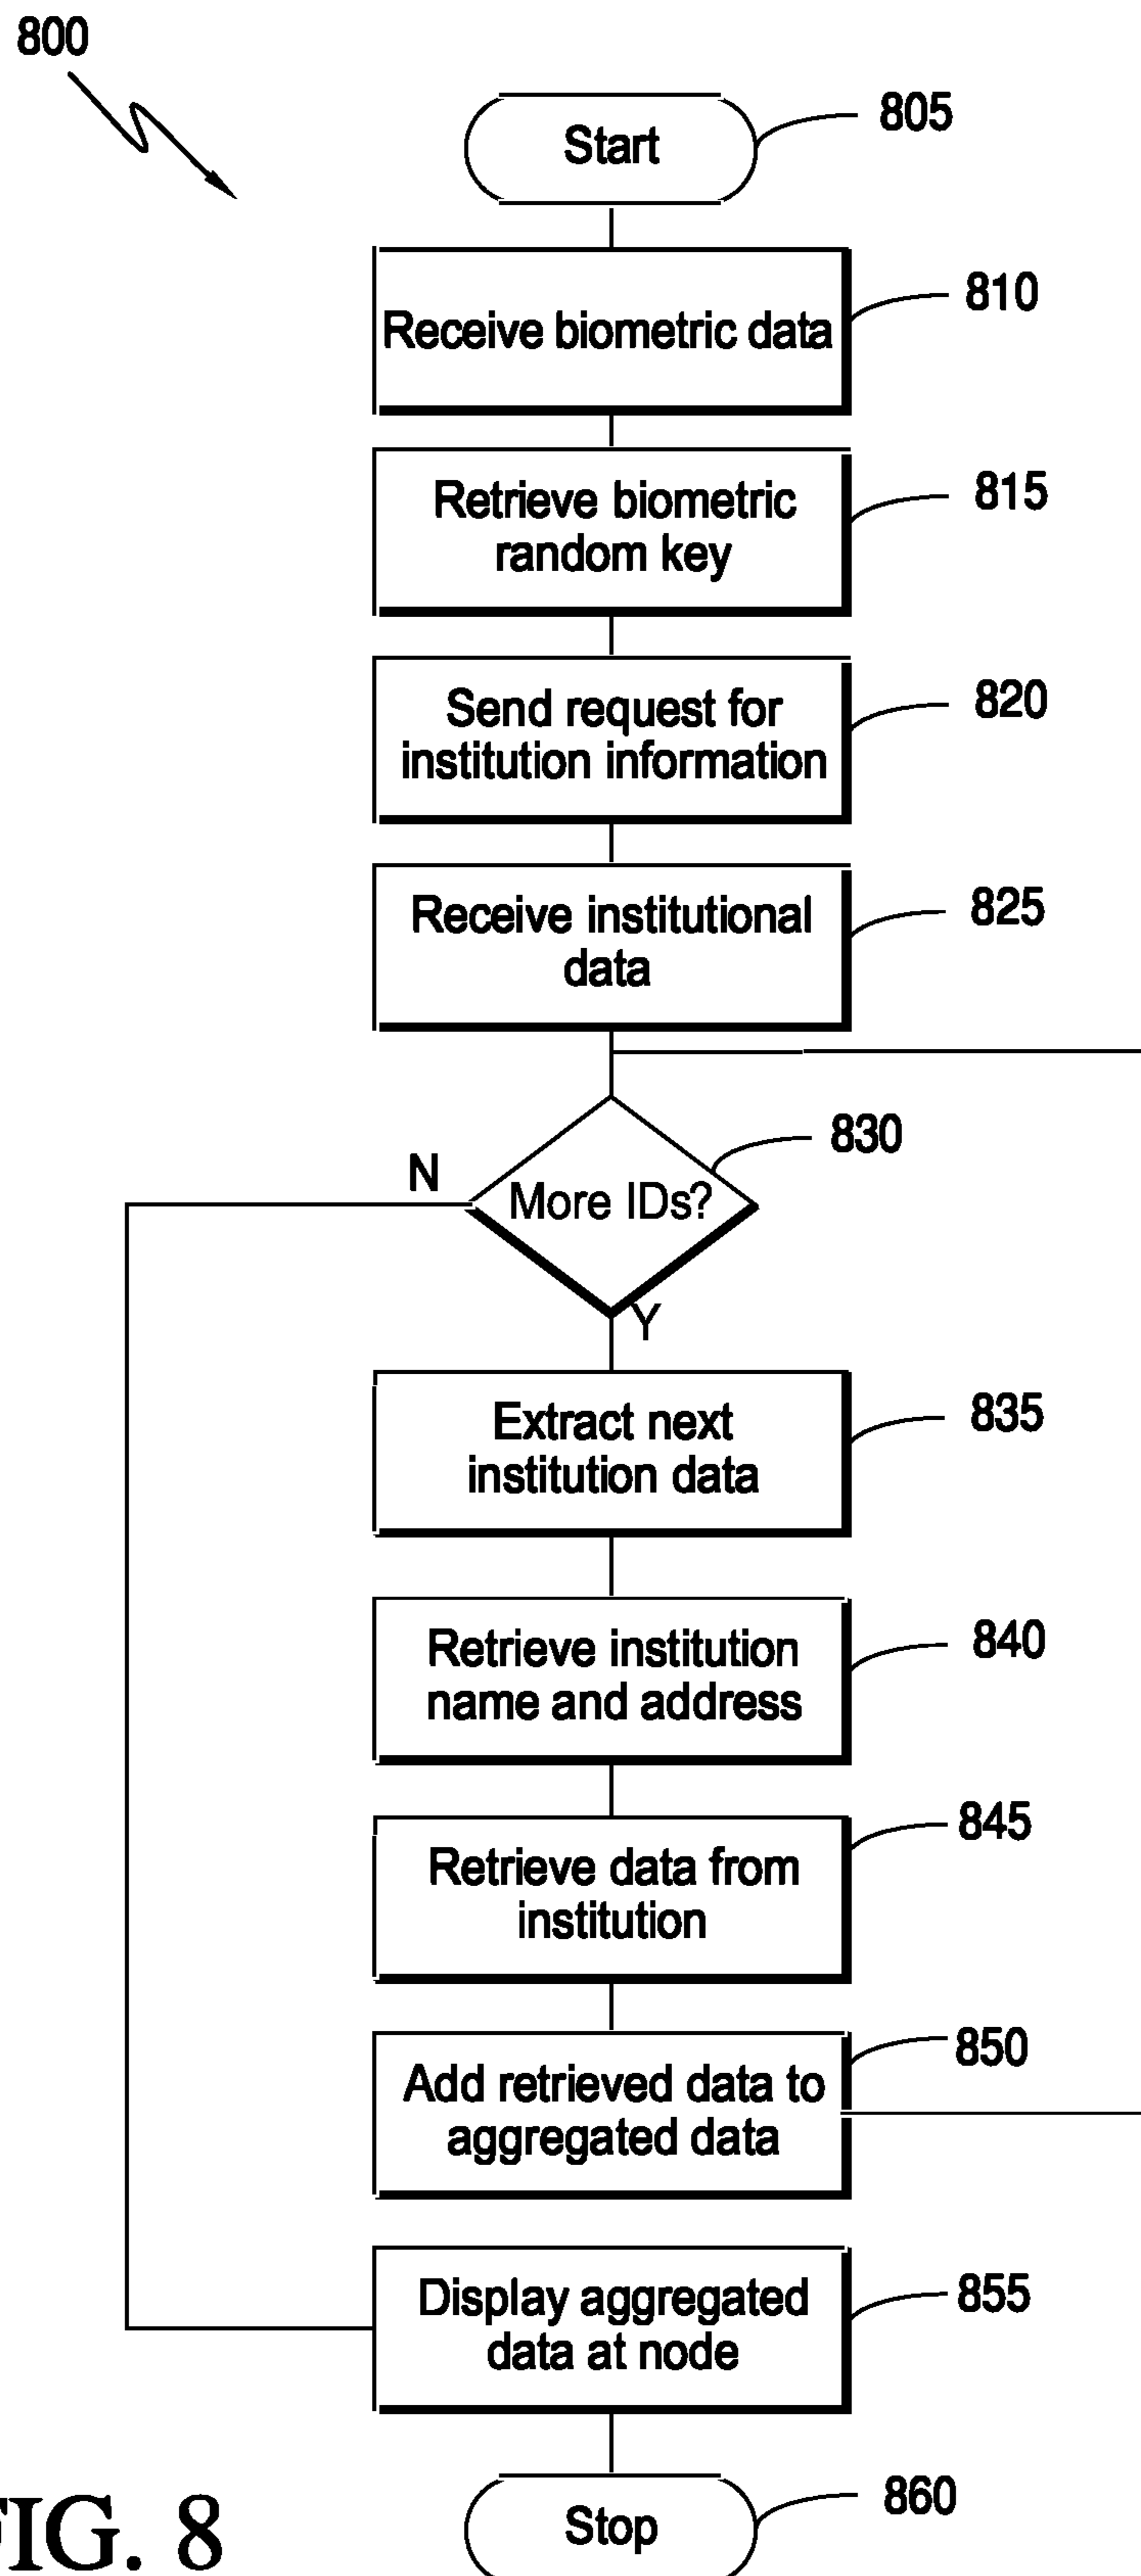 800
Start
805
Receive biometric data
810
Retrieve biometric
random key
815
Send request for
institution information
820
Receive institutional
data
825
N
More IDs?
830
Y
Extract next
institution data
835
Retrieve institution
name and address
840
Retrieve data from
institution
845
Add retrieved data to
aggregated data
850
Display aggregated
data at node
855
Stop
860
FIG. 8